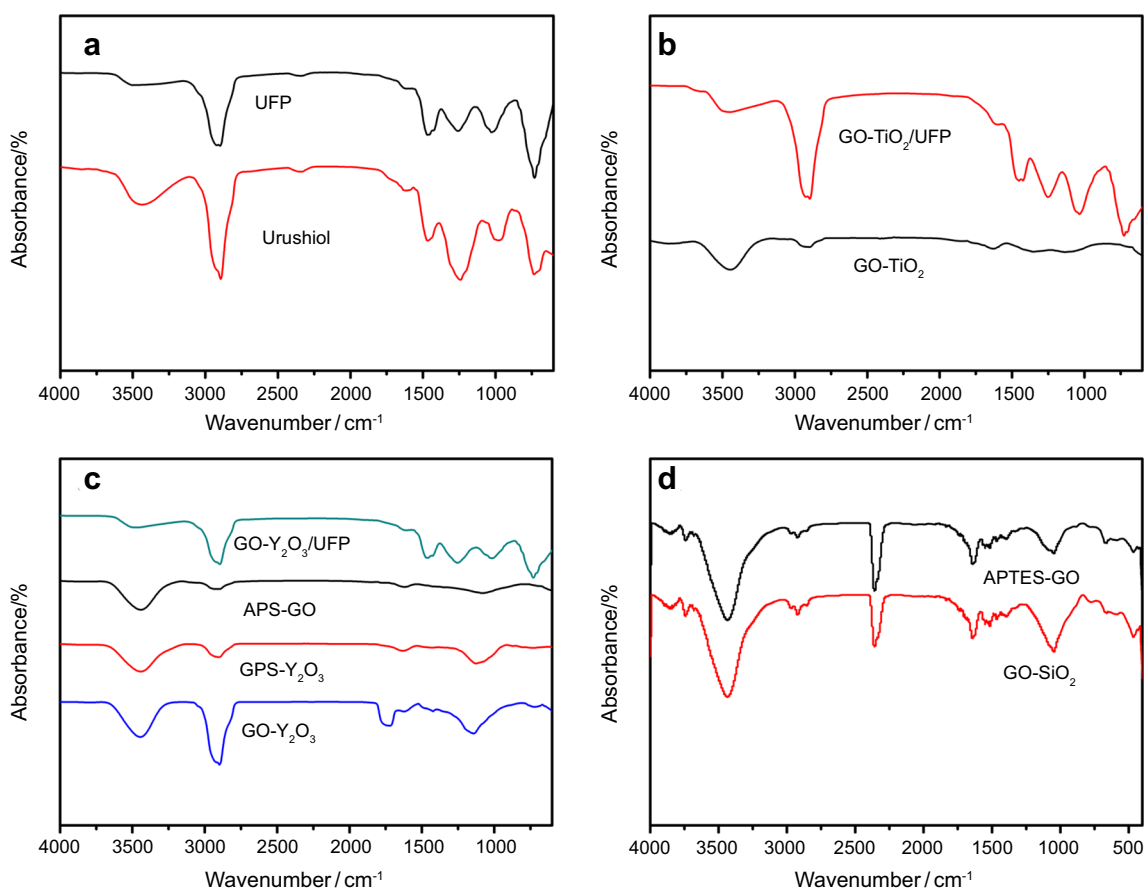 a
UFP
Urushiol
Absorbance/%
4000 3500 3000 2500 2000 1500 1000
Wavenumber / cm⁻¹
b
GO-TiO₂/UFP
GO-TiO₂
Absorbance/%
4000 3500 3000 2500 2000 1500 1000
Wavenumber / cm⁻¹
c
GO-Y₂O₃/UFP
APS-GO
GPS-Y₂O₃
GO-Y₂O₃
Absorbance/%
4000 3500 3000 2500 2000 1500 1000
Wavenumber / cm⁻¹
d
APTES-GO
GO-SiO₂
Absorbance/%
4000 3500 3000 2500 2000 1500 1000 500
Wavenumber / cm⁻¹